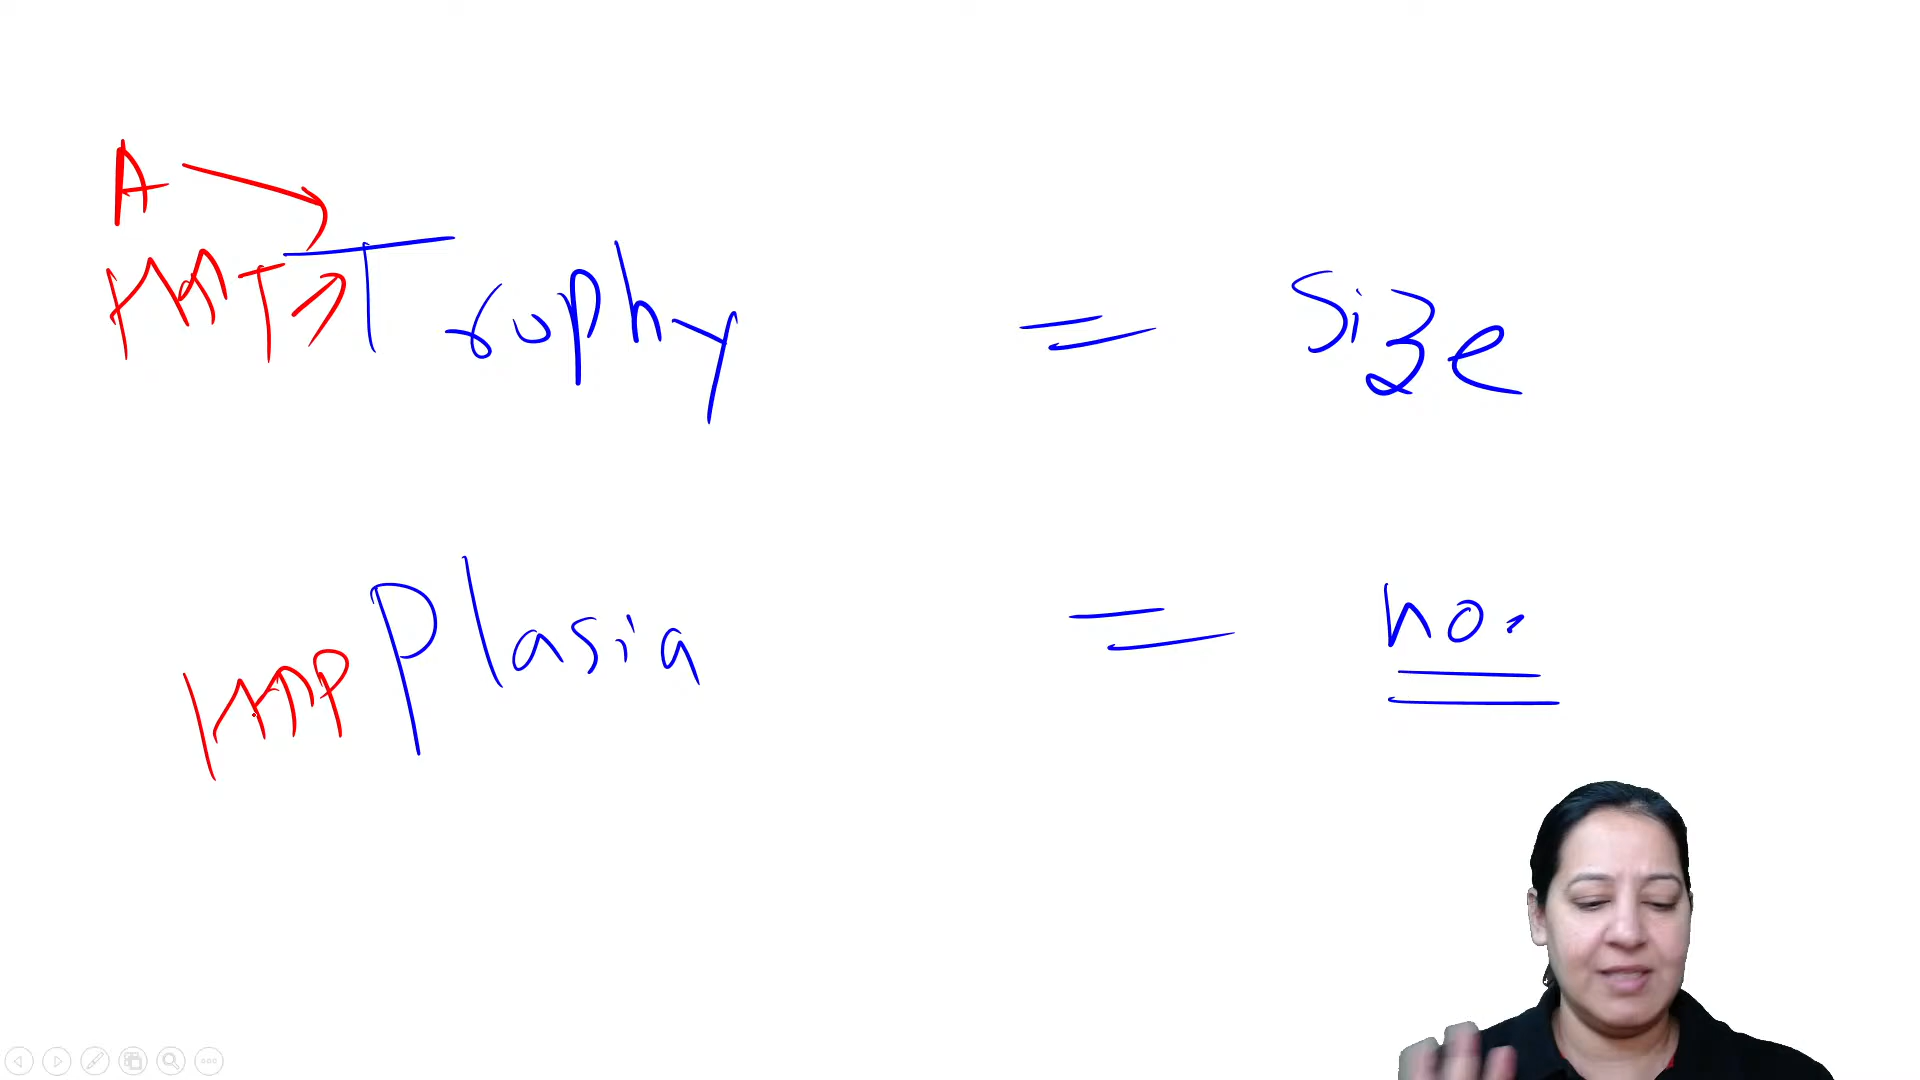 A
Trophy = Size
Plasia = no.